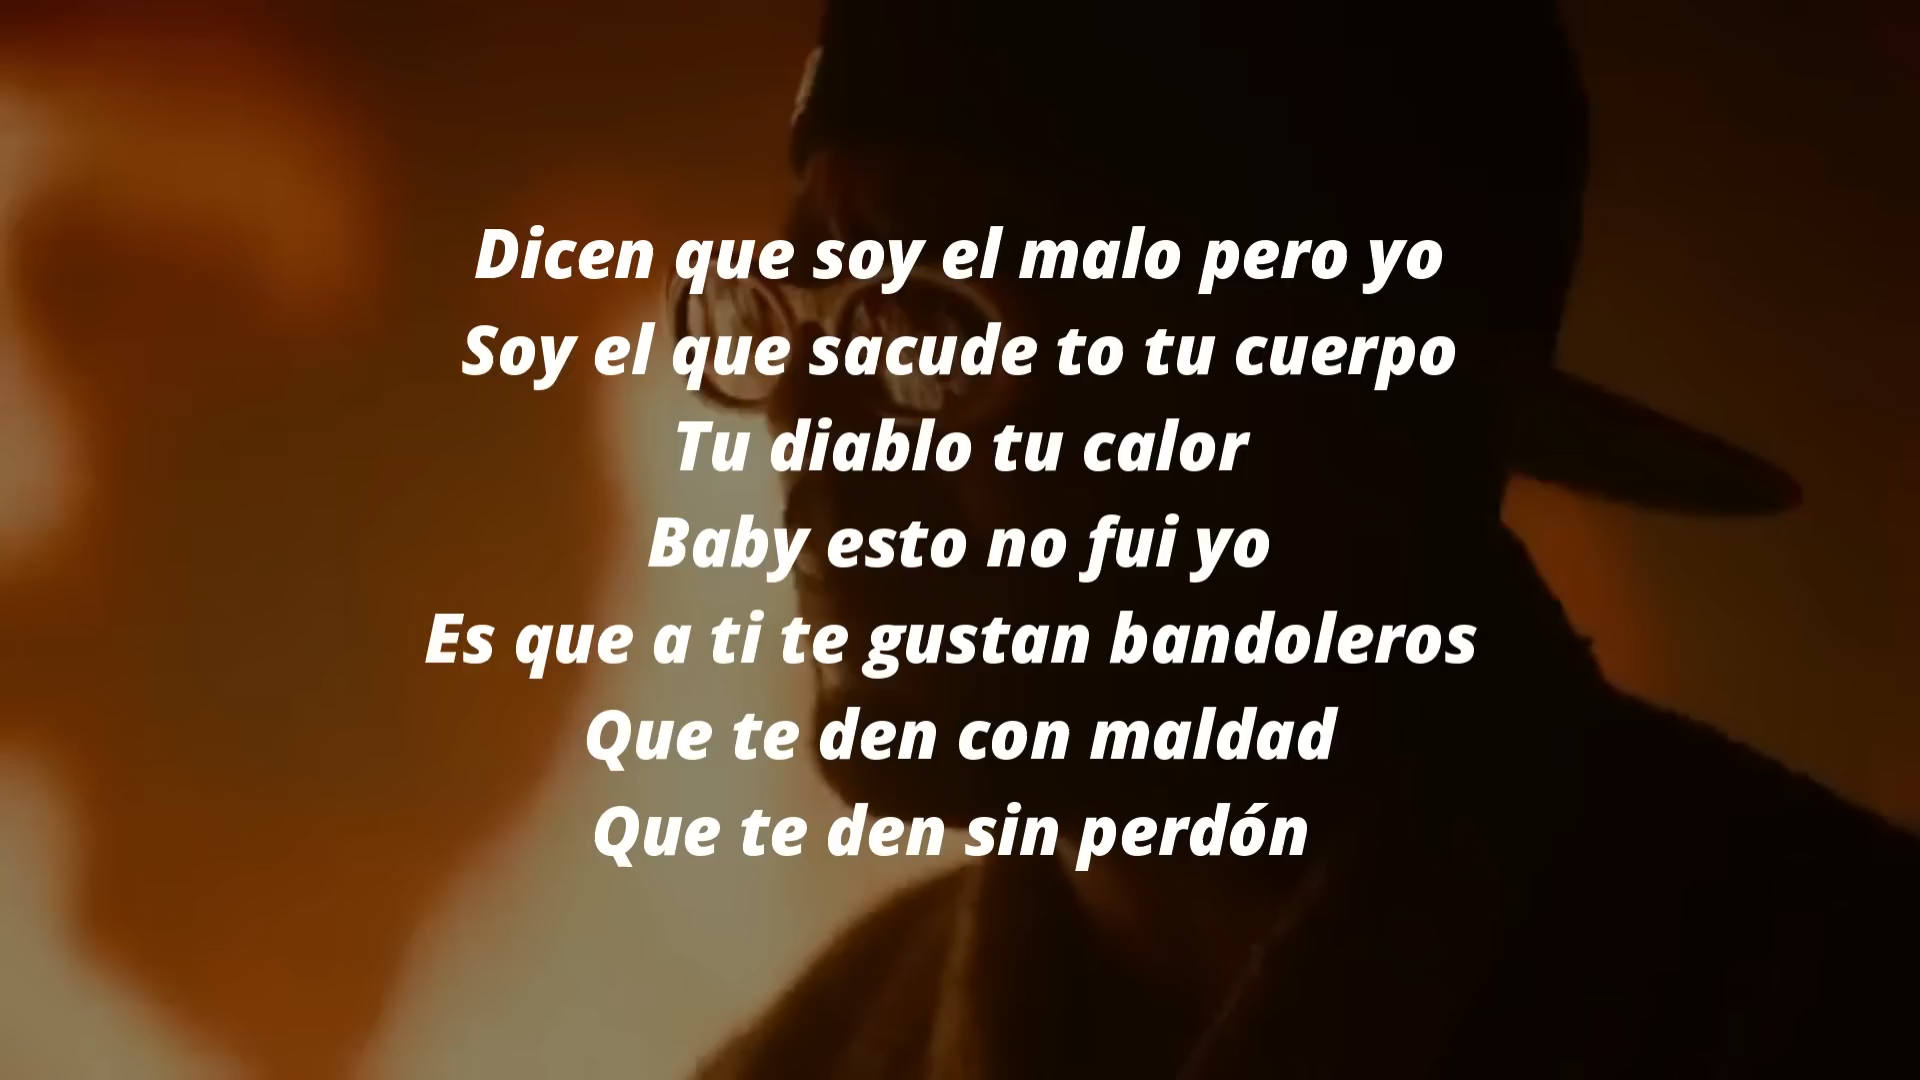 Dicen que soy el malo pero yo
Soy el que sacude to tu cuerpo
Tu diablo tu calor
Baby esto no fui yo
Es que a ti te gustan bandoleros
Que te den con maldad
Que te den sin perdón